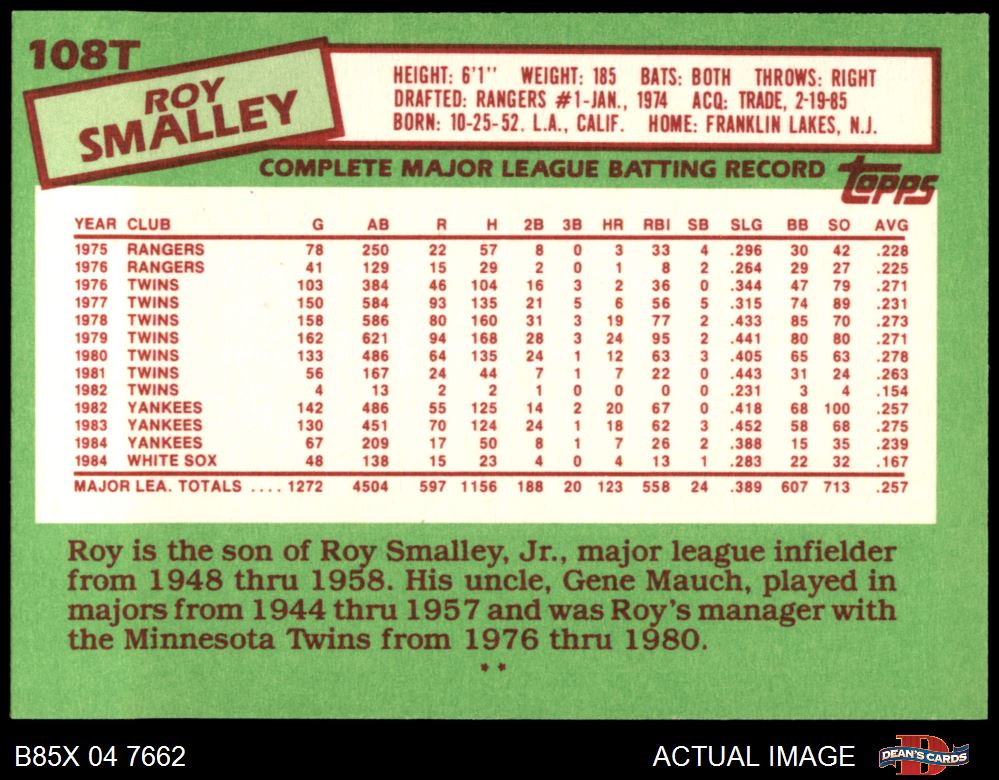 108T
ROY
SMALLEY
HEIGHT: 6'1" WEIGHT: 185 BATS: BOTH THROWS: RIGHT
DRAFTED: RANGERS #1-JAN., 1974 ACQ: TRADE, 2-19-85
BORN: 10-25-52. L.A., CALIF. HOME: FRANKLIN LAKES, N.J.
COMPLETE MAJOR LEAGUE BATTING RECORD
TOPPS
YEAR CLUB G AB R H 2B 3B HR RBI SB SLG BB SO AVG
1975 RANGERS 78 250 22 57 8 0 3 33 4 .296 30 42 .228
1976 RANGERS 41 129 15 29 2 0 1 8 2 .264 29 27 .225
1976 TWINS 103 384 46 104 16 3 2 36 0 .344 47 79 .271
1977 TWINS 150 584 93 135 21 5 6 56 5 .315 74 89 .231
1978 TWINS 158 586 80 160 31 3 19 77 2 .433 85 70 .273
1979 TWINS 162 621 94 168 28 3 24 95 2 .441 80 80 .271
1980 TWINS 133 486 64 135 24 1 12 63 3 .405 65 63 .278
1981 TWINS 56 167 24 44 7 1 7 22 0 .443 31 24 .263
1982 TWINS 4 13 2 2 1 0 0 0 0 .231 3 4 .154
1982 YANKEES 142 486 55 125 14 2 20 67 0 .418 68 100 .257
1983 YANKEES 130 451 70 124 24 1 18 62 3 .452 58 68 .275
1984 YANKEES 67 209 17 50 8 1 7 26 2 .388 15 35 .239
1984 WHITE SOX 48 138 15 23 4 0 4 13 1 .283 22 32 .167
MAJOR LEA. TOTALS .... 1272 4504 597 1156 188 20 123 558 24 .389 607 713 .257
Roy is the son of Roy Smalley, Jr., major league infielder
from 1948 thru 1958. His uncle, Gene Mauch, played in
majors from 1944 thru 1957 and was Roy's manager with
the Minnesota Twins from 1976 thru 1980.
**
B85X 04 7662
ACTUAL IMAGE
DEAN'S CARDS